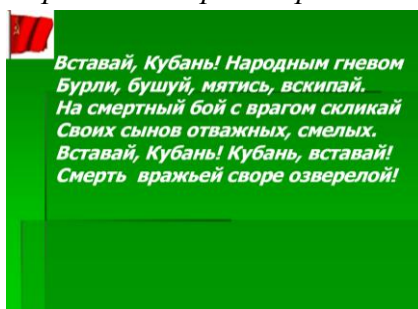 Вставай, Кубань! Народным гневом
Бурли, бушуй, мятись, вскипай.
На смертный бой с врагом скликай
Своих сынов отважных, смелых.
Вставай, Кубань! Кубань, вставай!
Смерть вражьей своре озверелой!